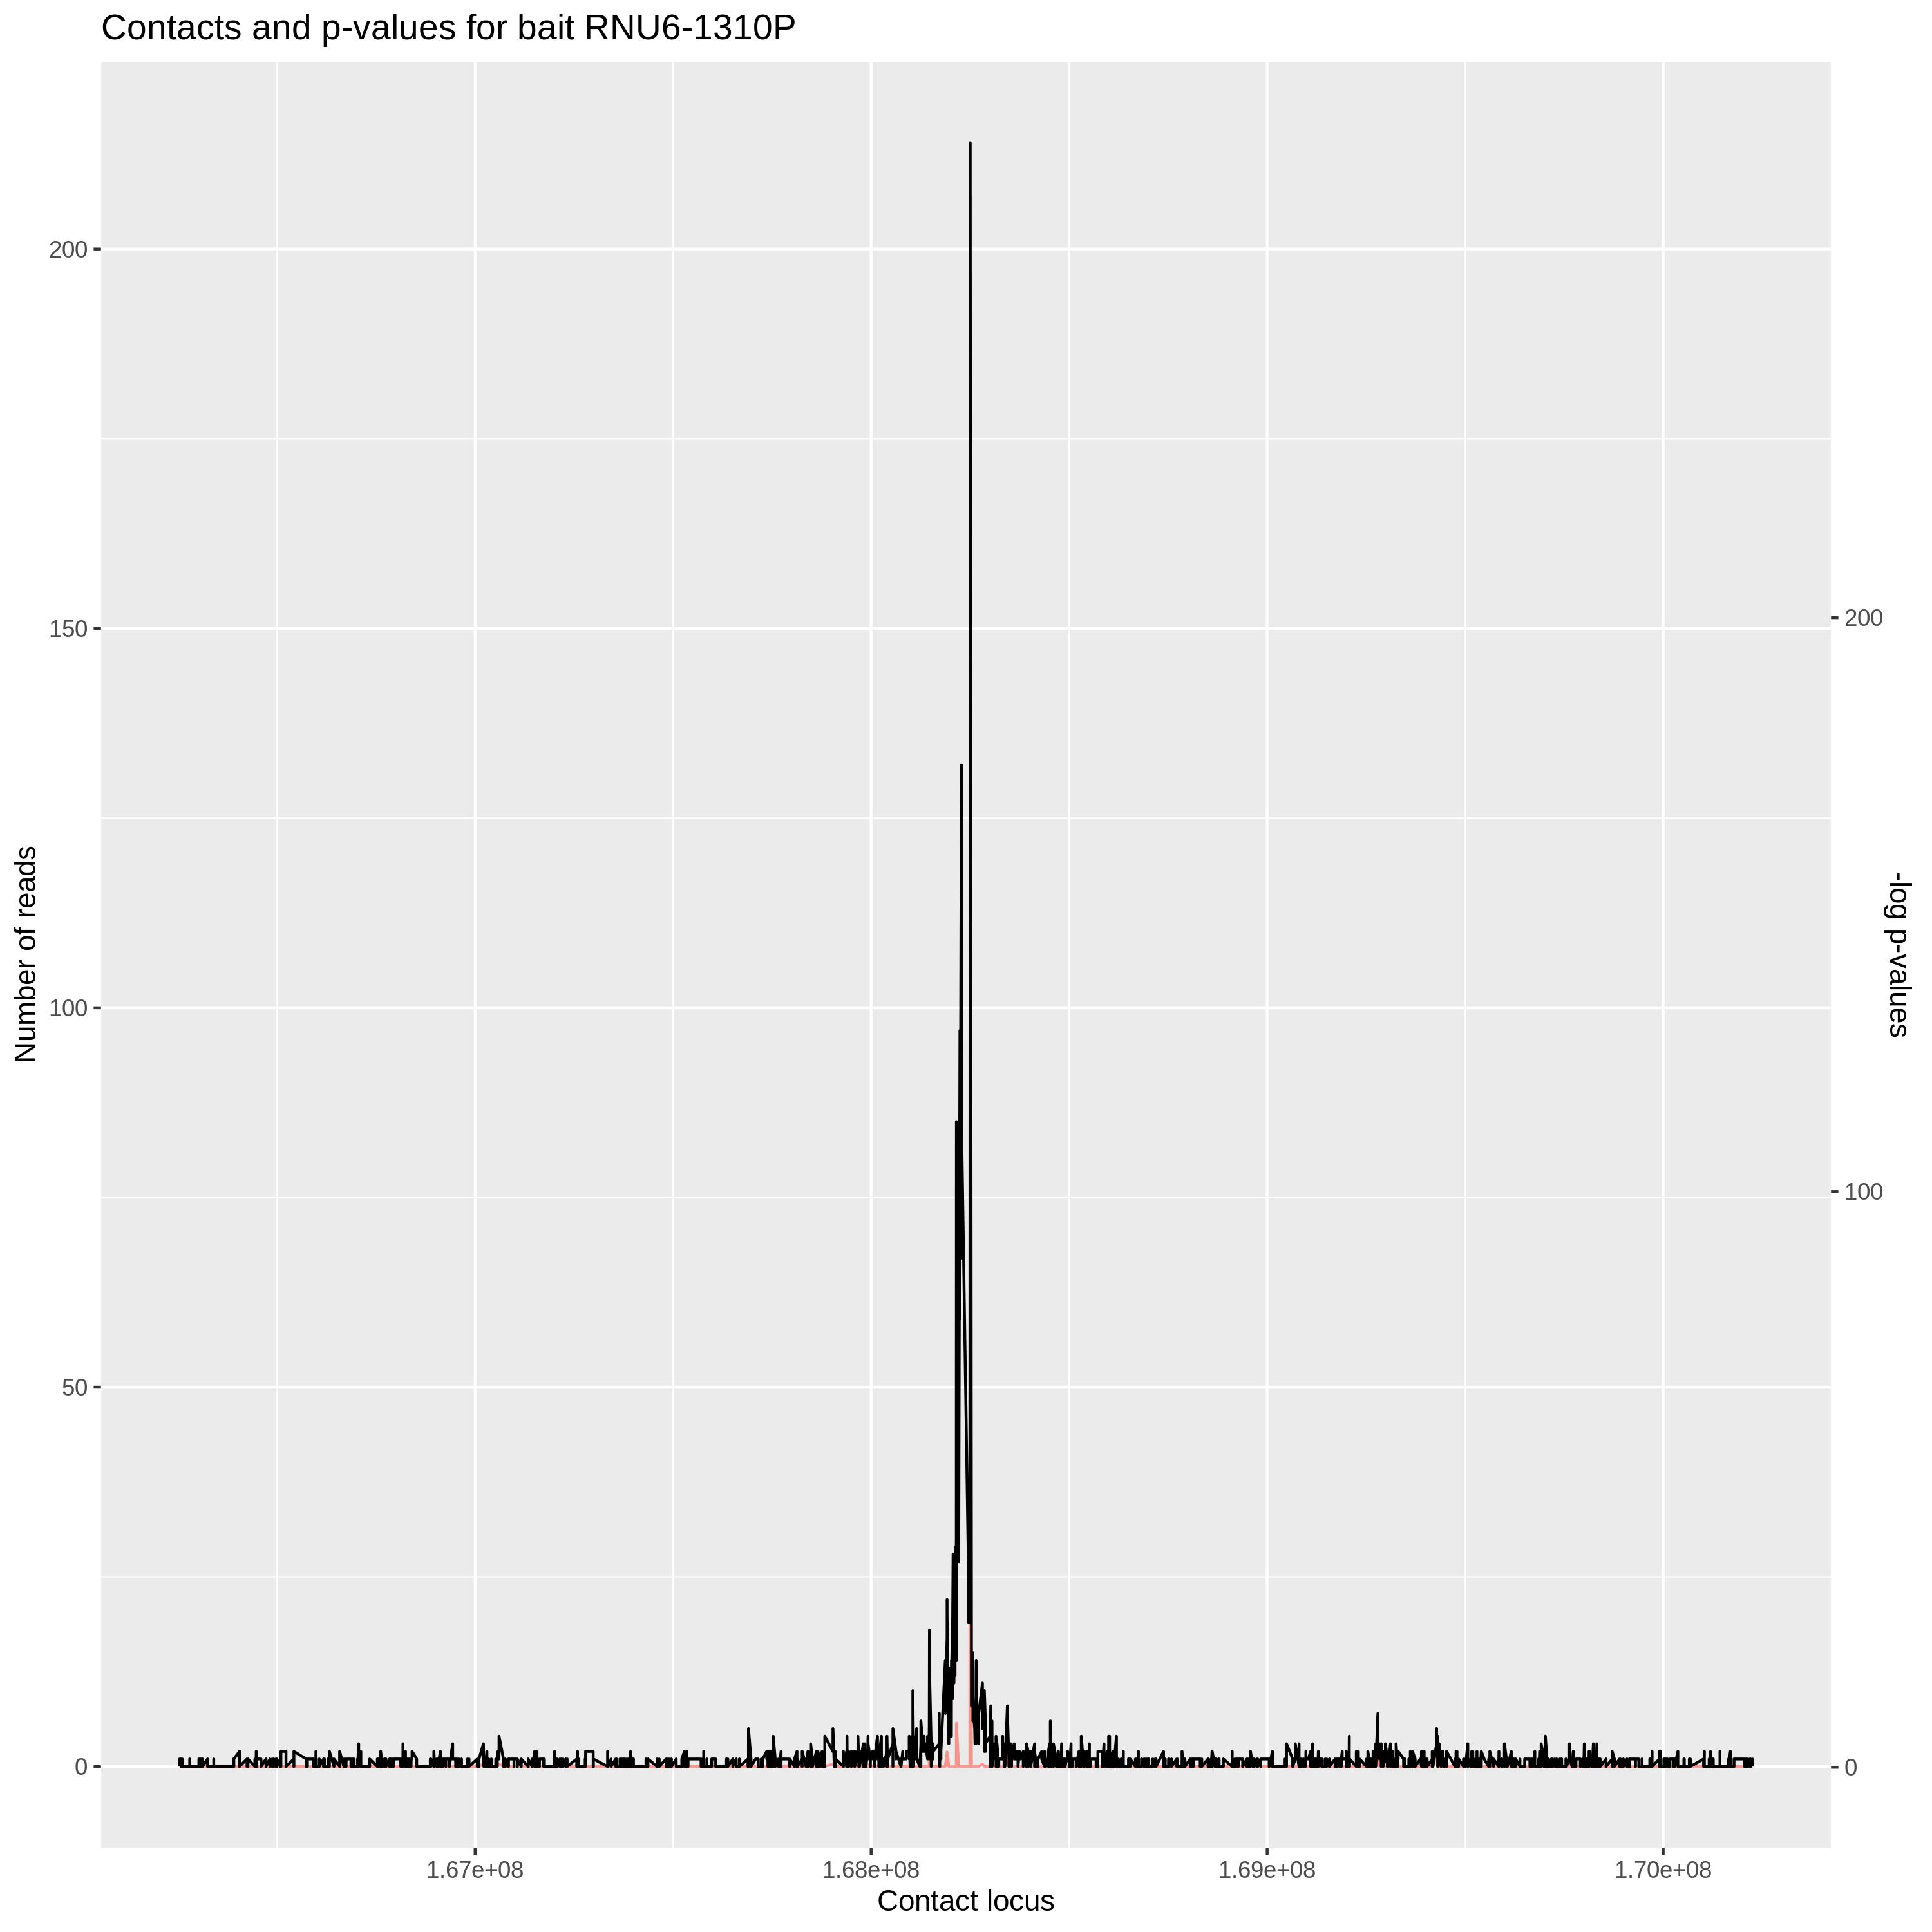 Contacts and p-values for bait RNU6-1310P
200
150
100
50
0
Number of reads
200
100
0
-log p-values
1.67e+08
1.68e+08
1.69e+08
1.70e+08
Contact locus